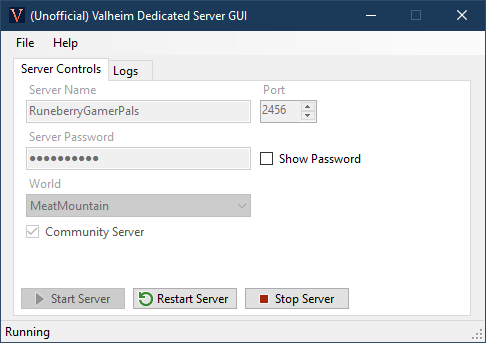 (Unofficial) Valheim Dedicated Server GUI
File Help
Server Controls Logs
Server Name Port
RuneberryGamerPals 2456
Server Password
●●●●●●●●●● Show Password
World
MeatMountain
Community Server
Start Server Restart Server Stop Server
Running